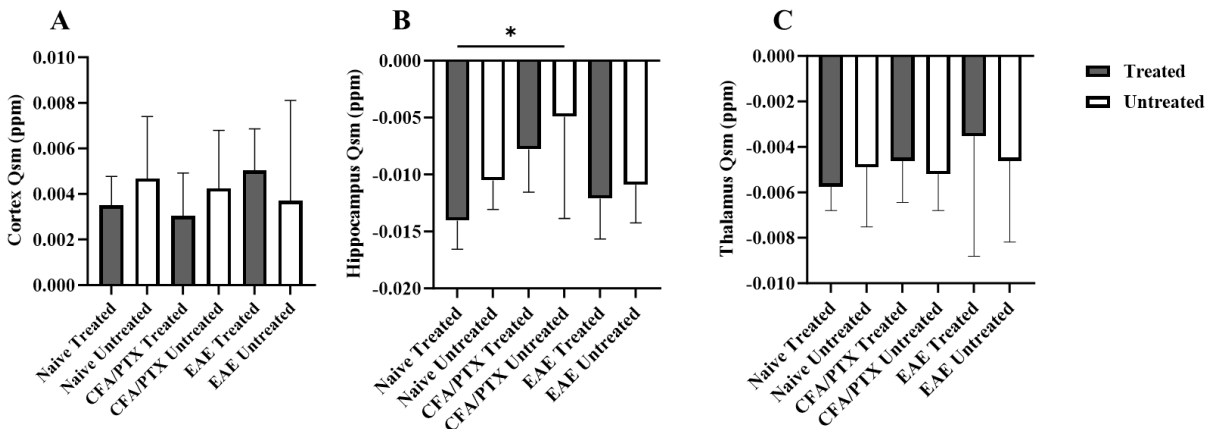 A
Cortex Qsm (ppm)
0.010
0.008
0.006
0.004
0.002
0.000
Naive Treated
Naive Untreated
CFA/PTX Treated
CFA/PTX Untreated
EAE Treated
EAE Untreated
B
*
Hippocampus Qsm (ppm)
0.000
-0.005
-0.010
-0.015
-0.020
Naive Treated
Naive Untreated
CFA/PTX Treated
CFA/PTX Untreated
EAE Treated
EAE Untreated
C
Thalamus Qsm (ppm)
0.000
-0.002
-0.004
-0.006
-0.008
-0.010
Naive Treated
Naive Untreated
CFA/PTX Treated
CFA/PTX Untreated
EAE Treated
EAE Untreated
Treated
Untreated